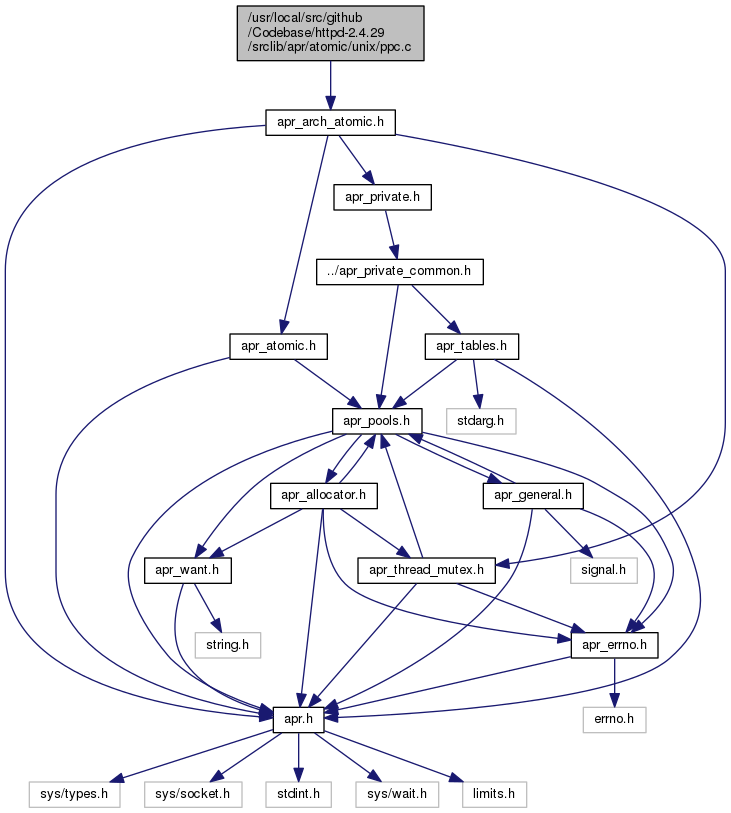 /usr/local/src/github
/Codebase/httpd-2.4.29
/srclib/apr/atomic/unix/ppc.c
apr_arch_atomic.h
apr_private.h
../apr_private_common.h
apr_atomic.h
apr_tables.h
apr_pools.h
stdarg.h
apr_allocator.h
apr_general.h
apr_want.h
apr_thread_mutex.h
signal.h
string.h
apr_errno.h
apr.h
errno.h
sys/types.h
sys/socket.h
stdint.h
sys/wait.h
limits.h